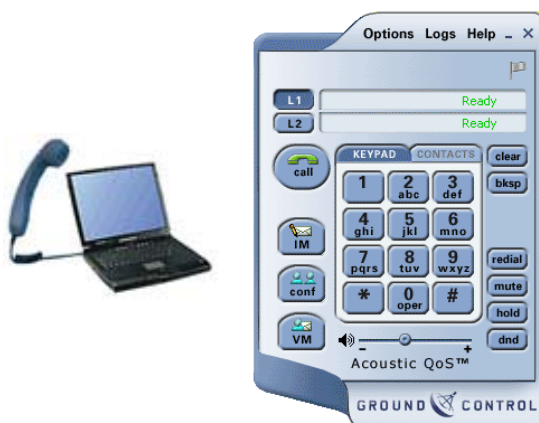 Options Logs Help
L1 Ready
L2 Ready
call KEYPAD CONTACTS clear
1 2 abc 3 def bksp
IM 4 ghi 5 jkl 6 mno
7 pqrs 8 tuv 9 wxyz redial
conf * 0 oper # mute
hold
VM - + dnd
Acoustic QoS™
GROUND CONTROL